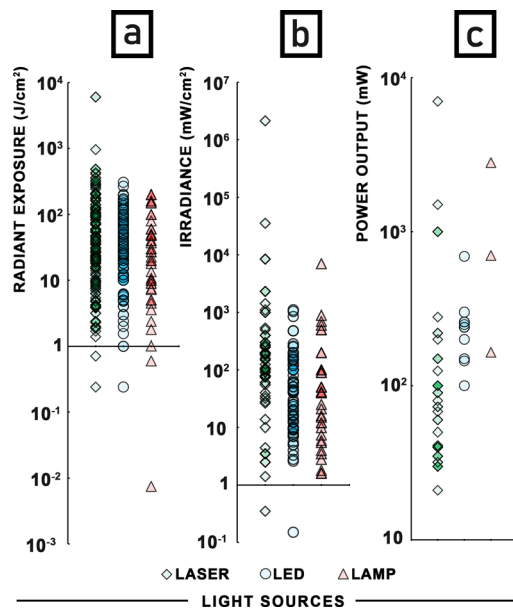 a
b
c
RADIANT EXPOSURE (J/cm²)
10⁴
10³
10²
10
1
10⁻¹
10⁻²
10⁻³
IRRADIANCE (mW/cm²)
10⁷
10⁶
10⁵
10⁴
10³
10²
10
1
10⁻¹
POWER OUTPUT (mW)
10⁴
10³
10²
10
LASER LED LAMP
LIGHT SOURCES